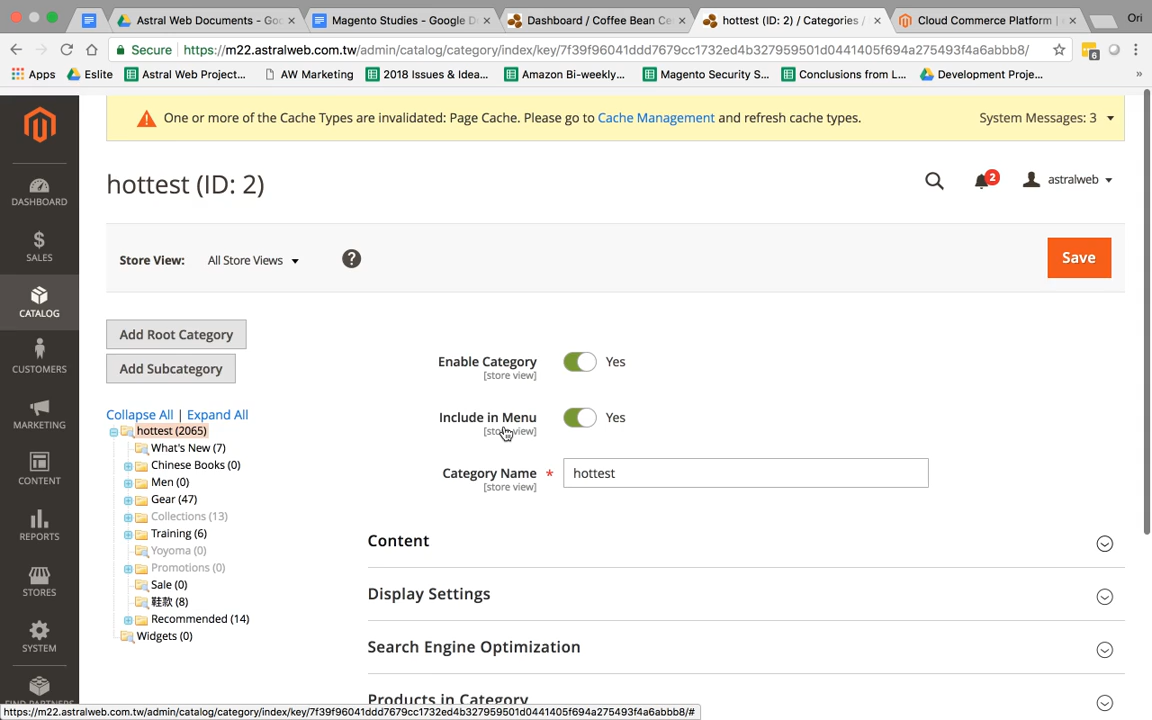 Astral Web Documents - Goo
Magento Studies - Google D
Dashboard / Coffee Bean Ce
hottest (ID: 2) / Categories /
Cloud Commerce Platform | e
Ori
Secure
https://m22.astralweb.com.tw/admin/catalog/category/index/key/7f39f96041ddd7679cc1732ed4b327959501d0441405f694a275493f4a6abbb8/
6
Apps
Eslite
Astral Web Project...
AW Marketing
2018 Issues & Idea...
Amazon Bi-weekly...
Magento Security S...
Conclusions from L...
Development Proje...
»
One or more of the Cache Types are invalidated: Page Cache. Please go to Cache Management and refresh cache types.
System Messages: 3
hottest (ID: 2)
2
astralweb
DASHBOARD
SALES
CATALOG
CUSTOMERS
MARKETING
CONTENT
REPORTS
STORES
SYSTEM
FIND PARTNERS
Store View:
All Store Views
?
Save
Add Root Category
Add Subcategory
Collapse All | Expand All
hottest (2065)
What's New (7)
Chinese Books (0)
Men (0)
Gear (47)
Collections (13)
Training (6)
Yoyoma (0)
Promotions (0)
Sale (0)
鞋款 (8)
Recommended (14)
Widgets (0)
Enable Category
[store view]
Yes
Include in Menu
[store view]
Yes
Category Name *
[store view]
hottest
Content
Display Settings
Search Engine Optimization
Products in Category
https://m22.astralweb.com.tw/admin/catalog/category/index/key/7f39f96041ddd7679cc1732ed4b327959501d0441405f694a275493f4a6abbb8/#